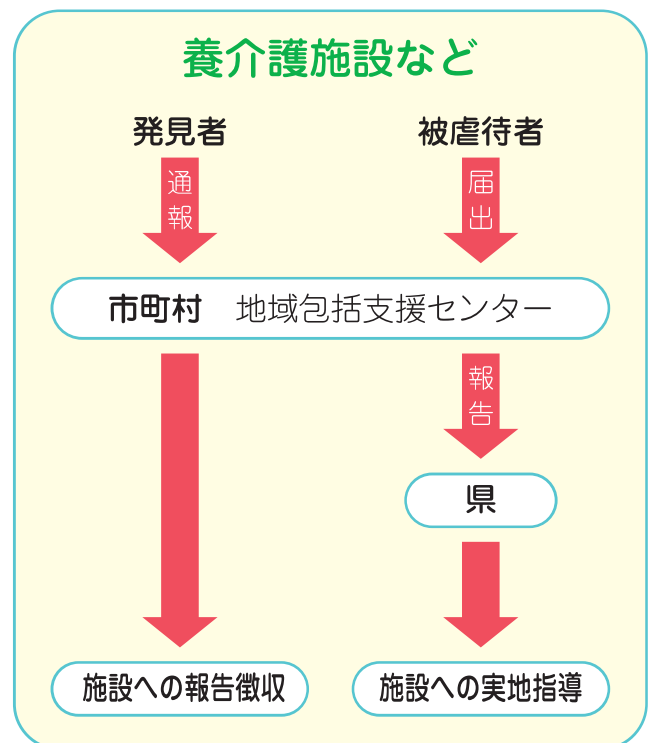 養介護施設など
発見者
被虐待者
通報
届出
市町村　地域包括支援センター
報告
県
施設への報告徴収
施設への実地指導